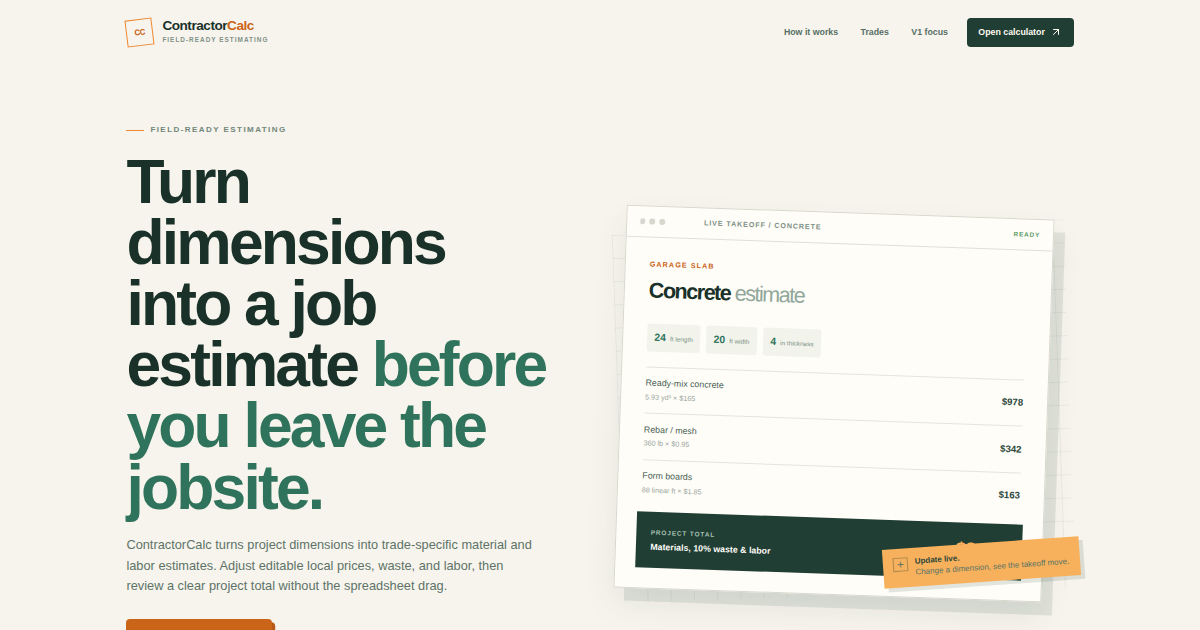 CC
ContractorCalc
FIELD-READY ESTIMATING
How it works
Trades
V1 focus
Open calculator
FIELD-READY ESTIMATING
Turn
dimensions
into a job
estimate before
you leave the
jobsite.
ContractorCalc turns project dimensions into trade-specific material and
labor estimates. Adjust editable local prices, waste, and labor, then
review a clear project total without the spreadsheet drag.
LIVE TAKEOFF / CONCRETE
READY
GARAGE SLAB
Concrete estimate
24 ft length
20 ft width
4 in thickness
Ready-mix concrete
5.93 yd³ × $165
$978
Rebar / mesh
360 lb × $0.95
$342
Form boards
88 linear ft × $1.85
$163
PROJECT TOTAL
Materials, 10% waste & labor
Update live.
Change a dimension, see the takeoff move.